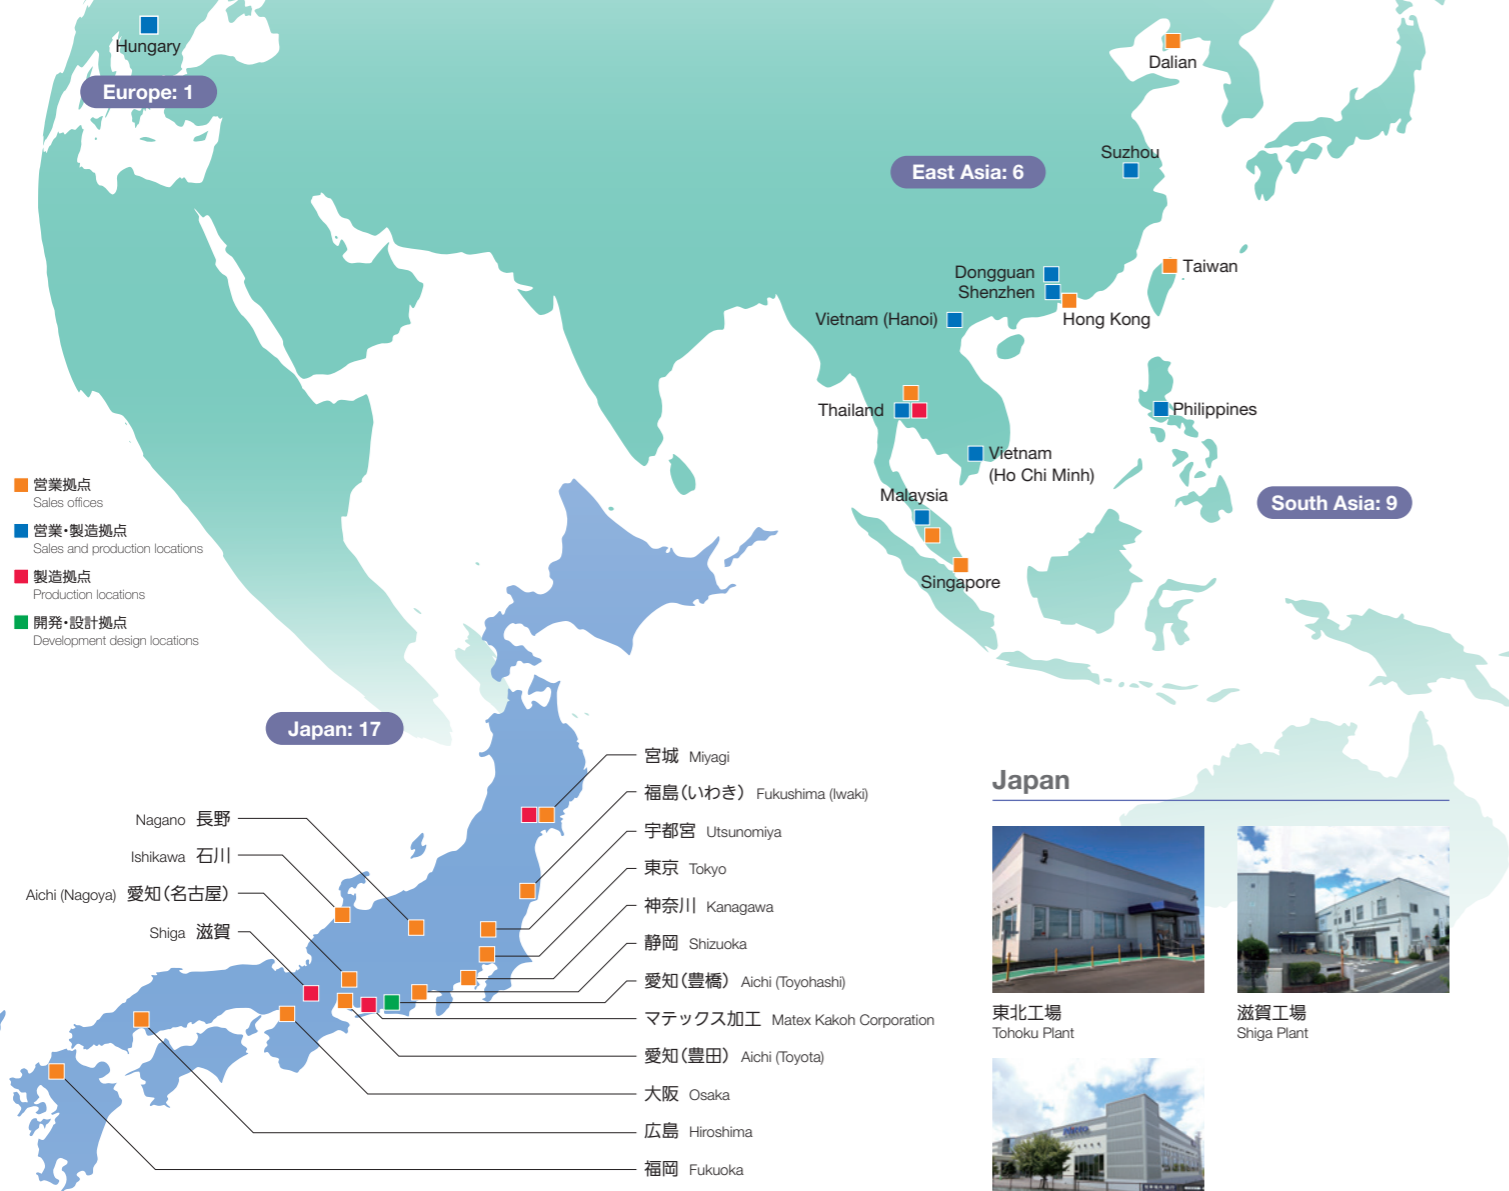 Hungary
Europe: 1
Dalian
Suzhou
East Asia: 6
Taiwan
Dongguan
Shenzhen
Hong Kong
Vietnam (Hanoi)
Thailand
Philippines
Vietnam
(Ho Chi Minh)
Malaysia
South Asia: 9
Singapore
営業拠点
Sales offices
営業・製造拠点
Sales and production locations
製造拠点
Production locations
開発・設計拠点
Development design locations
Japan: 17
Nagano 長野
Ishikawa 石川
Aichi (Nagoya) 愛知（名古屋）
Shiga 滋賀
宮城 Miyagi
福島（いわき） Fukushima (Iwaki)
宇都宮 Utsunomiya
東京 Tokyo
神奈川 Kanagawa
静岡 Shizuoka
愛知（豊橋） Aichi (Toyohashi)
マテックス加工 Matex Kakoh Corporation
愛知（豊田） Aichi (Toyota)
大阪 Osaka
広島 Hiroshima
福岡 Fukuoka
Japan
東北工場
Tohoku Plant
滋賀工場
Shiga Plant